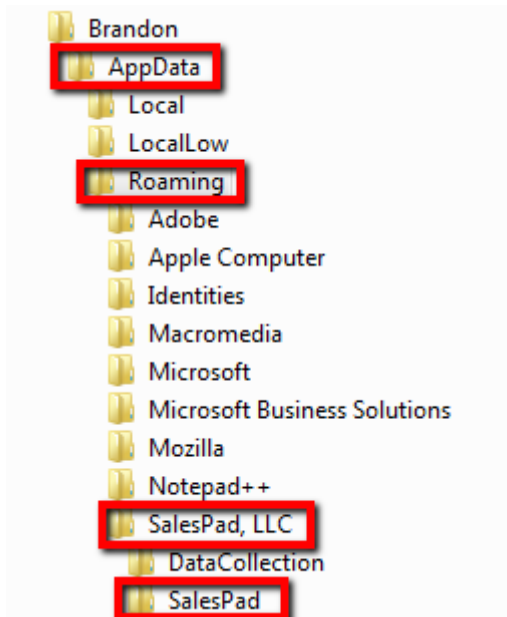 Brandon
AppData
Local
LocalLow
Roaming
Adobe
Apple Computer
Identities
Macromedia
Microsoft
Microsoft Business Solutions
Mozilla
Notepad++
SalesPad, LLC
DataCollection
SalesPad